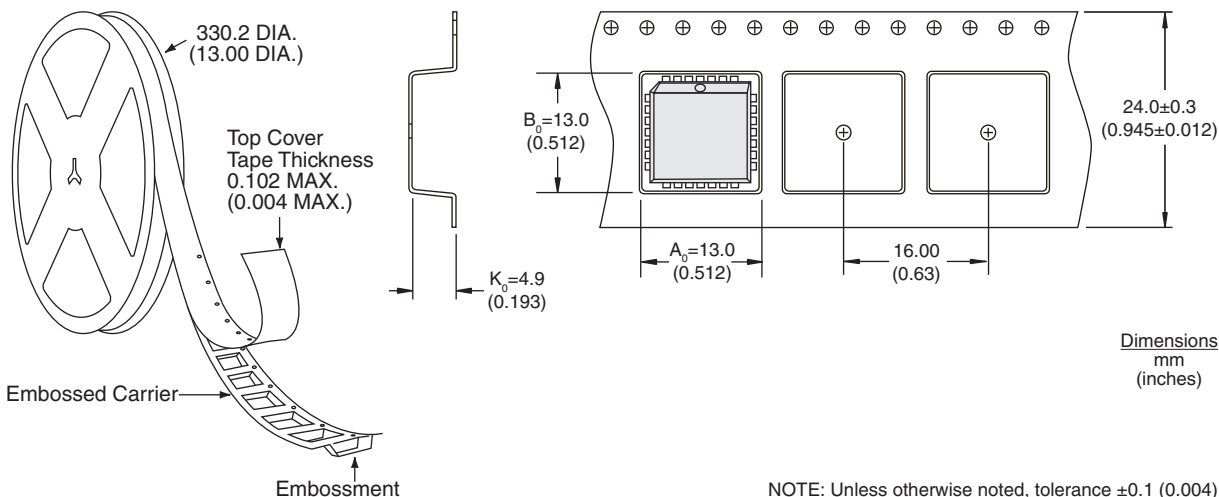 330.2 DIA.
(13.00 DIA.)
Top Cover
Tape Thickness
0.102 MAX.
(0.004 MAX.)
Embossed Carrier
Embossment
K₀=4.9
(0.193)
B₀=13.0
(0.512)
A₀=13.0
(0.512)
16.00
(0.63)
24.0±0.3
(0.945±0.012)
Dimensions
mm
(inches)
NOTE: Unless otherwise noted, tolerance ±0.1 (0.004)